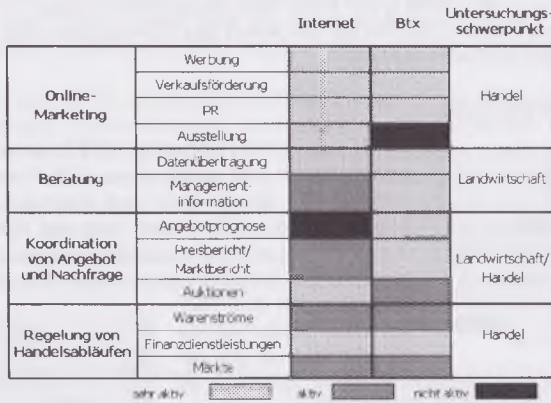 Internet Btx Untersuchungs-
schwerpunkt
Online-
Marketing
Werbung
Verkaufsförderung
PR
Ausstellung
Handel
Beratung
Datenübertragung
Management-
information
Landwirtschaft
Koordination
von Angebot
und Nachfrage
Angebotprognose
Preisbericht/
Marktbericht
Auktionen
Landwirtschaft/
Handel
Regelung von
Handelsabläufen
Warenströme
Finanzdienstleistungen
Märkte
Handel
sehr aktiv aktiv nicht aktiv